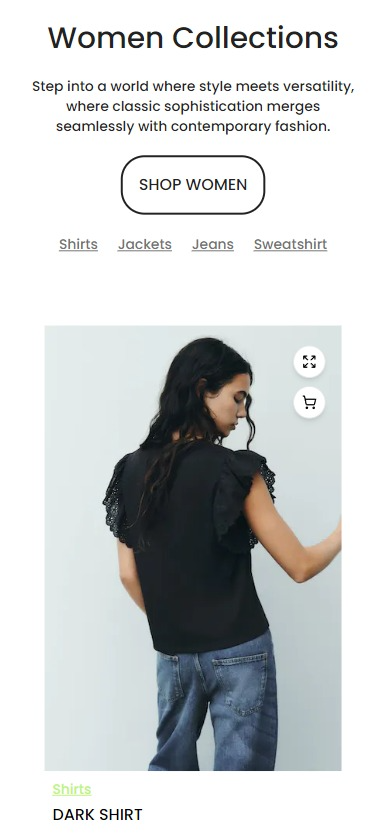 Women Collections
Step into a world where style meets versatility,
where classic sophistication merges
seamlessly with contemporary fashion.
SHOP WOMEN
Shirts Jackets Jeans Sweatshirt
Shirts
DARK SHIRT